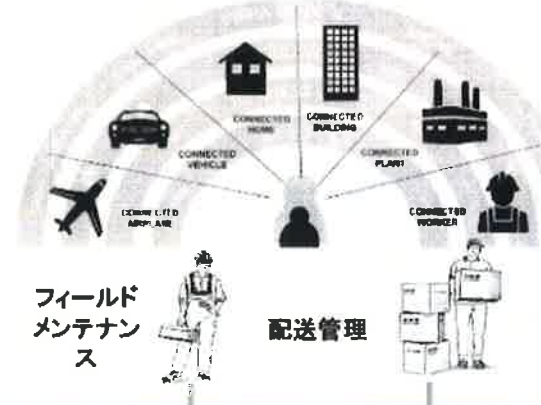 CONNECTED
HOME
CONNECTED
BUILDING
CONNECTED
VEHICLE
CONNECTED
PLANT
CONNECTED
AIRPLANE
CONNECTED
WORKER
フィールド
メンテナン
ス
配送管理